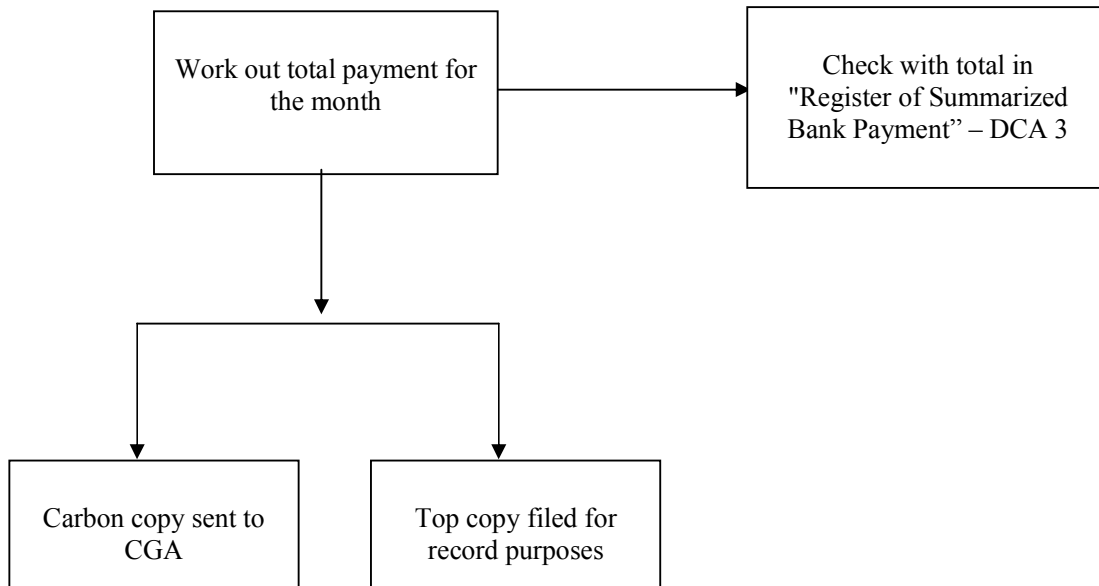 Work out total payment for
the month
Check with total in
"Register of Summarized
Bank Payment” – DCA 3
Carbon copy sent to
CGA
Top copy filed for
record purposes